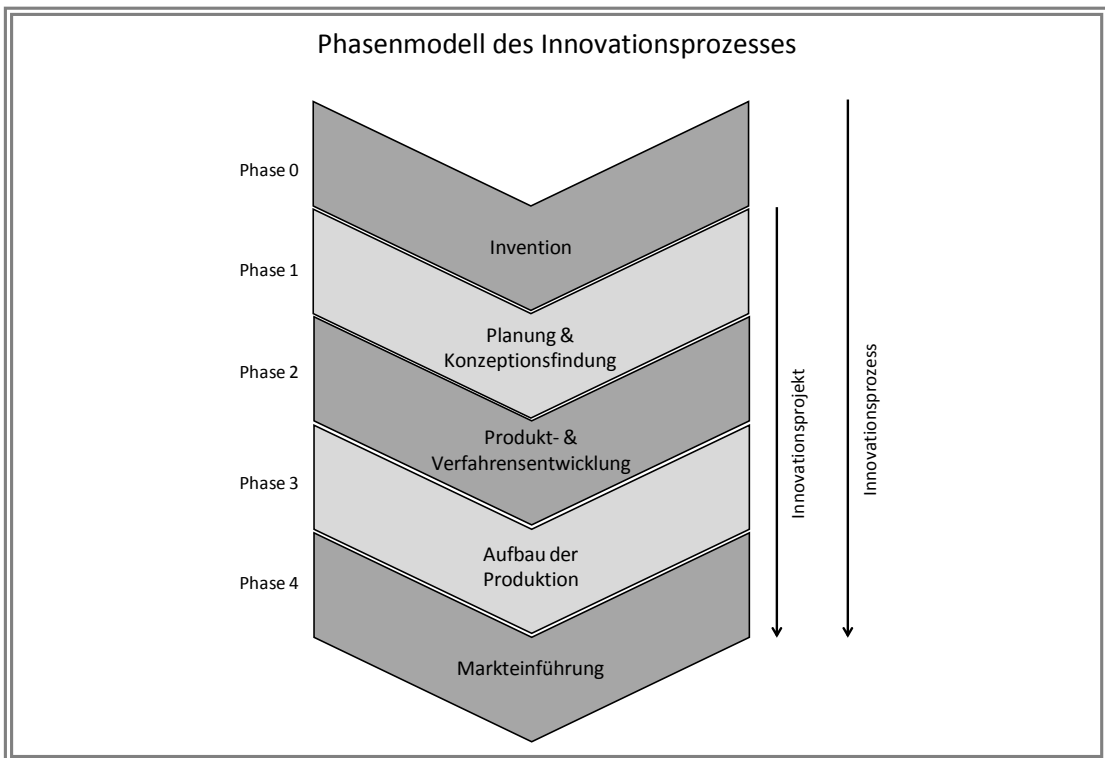 Phasenmodell des Innovationsprozesses
Phase 0
Invention
Phase 1
Planung &
Konzeptionsfindung
Phase 2
Produkt- &
Verfahrensentwicklung
Phase 3
Aufbau der
Produktion
Phase 4
Markteinführung
Innovationsprojekt
Innovationsprozess